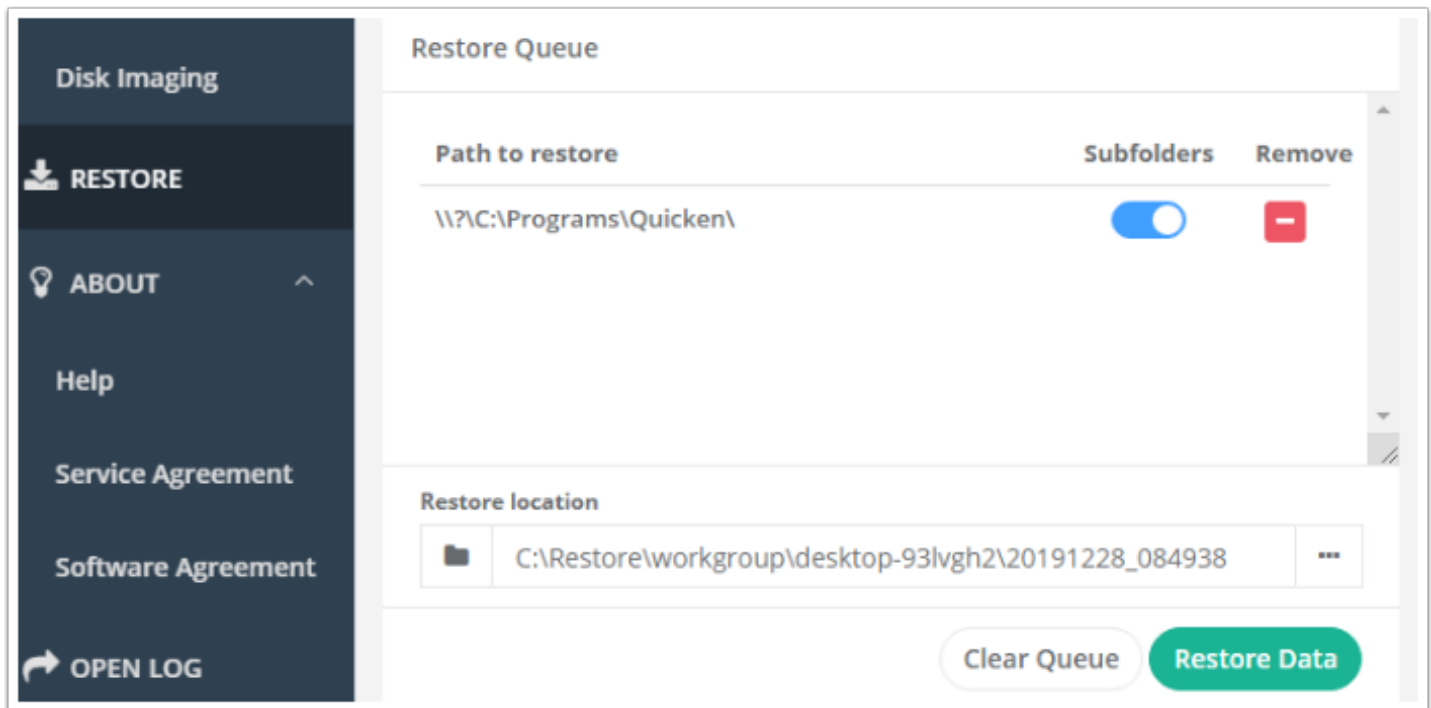 Disk Imaging
RESTORE
ABOUT
Help
Service Agreement
Software Agreement
OPEN LOG
Restore Queue
Path to restore Subfolders Remove
\\?\C:\Programs\Quicken\
Restore location
C:\Restore\workgroup\desktop-93lvgh2\20191228_084938
Clear Queue Restore Data